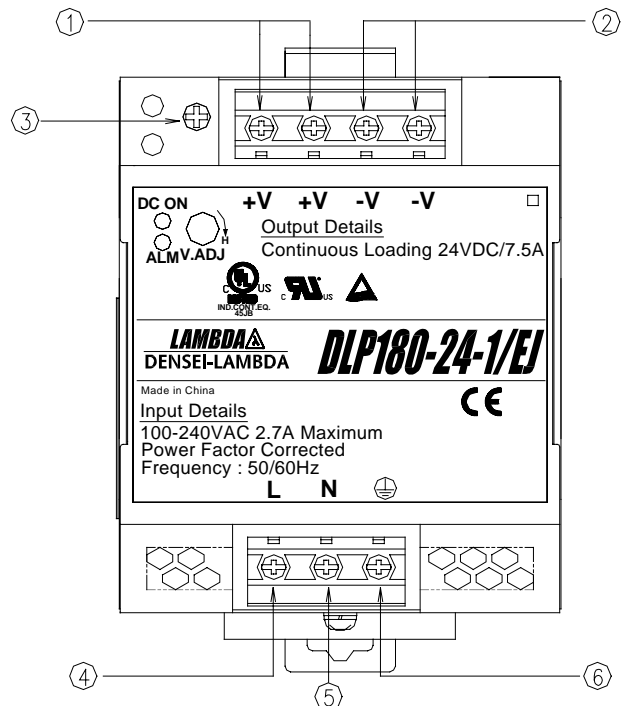 1 2
3
+V +V -V -V
DC ON
ALM V.ADJ H
Output Details
Continuous Loading 24VDC/7.5A
C UL US
LISTED
IND.CONT.EQ.
45JB
C US
LAMBDA
DENSEI-LAMBDA
DLP180-24-1/EJ
Made in China
CE
Input Details
100-240VAC 2.7A Maximum
Power Factor Corrected
Frequency : 50/60Hz
L N
4 5 6